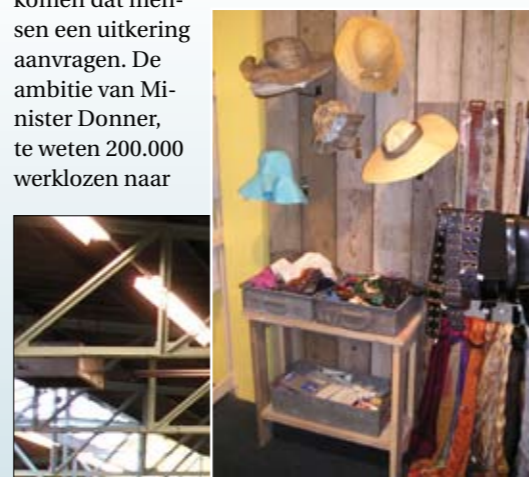 komen dat men-
sen een uitkering
aanvragen. De
ambitie van Mi-
nister Donner,
te weten 200.000
werklozen naar